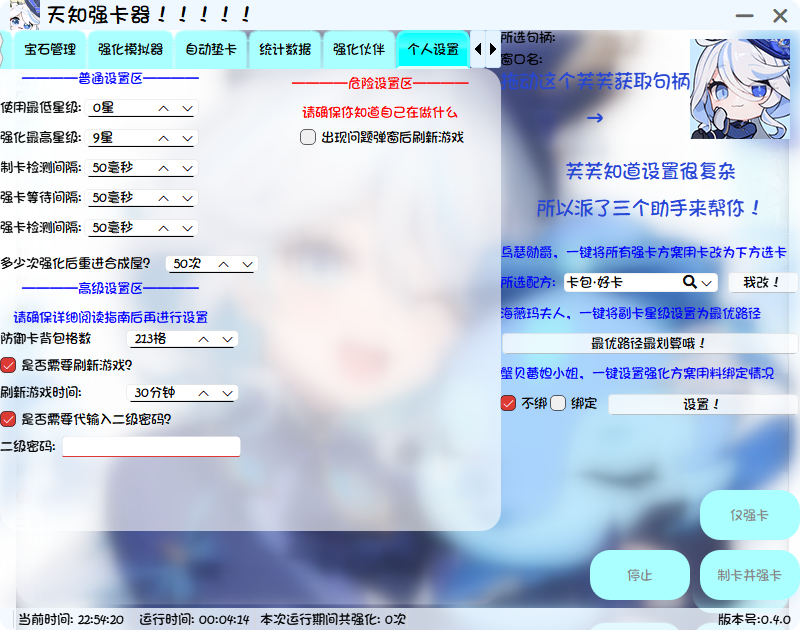 天知强卡器！！！！！
宝石管理 强化模拟器 自动垫卡 统计数据 强化伙伴 个人设置
————普通设置区————
使用最低星级: 0星
强化最高星级: 9星
制卡检测间隔: 50毫秒
强卡等待间隔: 50毫秒
强卡检测间隔: 50毫秒
多少次强化后重进合成屋? 50次
————高级设置区————
请确保详细阅读指南后再进行设置
防御卡背包格数 213格
是否需要刷新游戏?
刷新游戏时间: 30分钟
是否需要代输入二级密码?
二级密码:
————危险设置区————
请确保你知道自己在做什么
出现问题弹窗后刷新游戏
所选句柄:
窗口名:
拖动这个芙芙获取句柄
→
芙芙知道设置很复杂
所以派了三个助手来帮你！
乌瑟勋爵，一键将所有强卡方案用卡改为下方选卡
所选配方: 卡包·好卡 我改！
海薇玛夫人，一键将副卡星级设置为最优路径
最优路径最划算哦！
蟹贝蕾妲小姐，一键设置强化方案用料绑定情况
不绑 绑定 设置！
仅强卡
停止 制卡并强卡
当前时间: 22:54:20 运行时间: 00:04:14 本次运行期间共强化: 0次 版本号:0.4.0